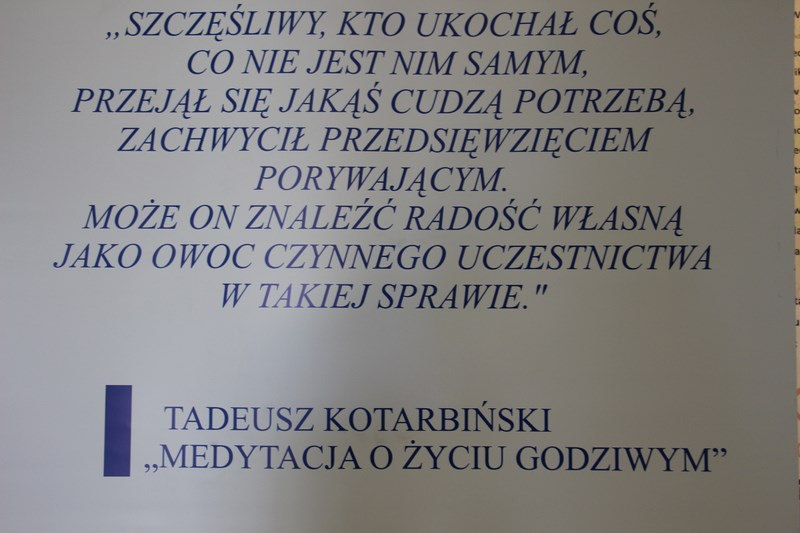 „SZCZĘŚLIWY, KTO UKOCHAŁ COŚ,
CO NIE JEST NIM SAMYM,
PRZEJĄŁ SIĘ JAKĄŚ CUDZĄ POTRZEBĄ,
ZACHWYCIŁ PRZEDSIĘWZIĘCIEM
PORYWAJĄCYM.
MOŻE ON ZNALEŹĆ RADOŚĆ WŁASNĄ
JAKO OWOC CZYNNEGO UCZESTNICTWA
W TAKIEJ SPRAWIE."
TADEUSZ KOTARBIŃSKI
„MEDYTACJA O ŻYCIU GODZIWYM”